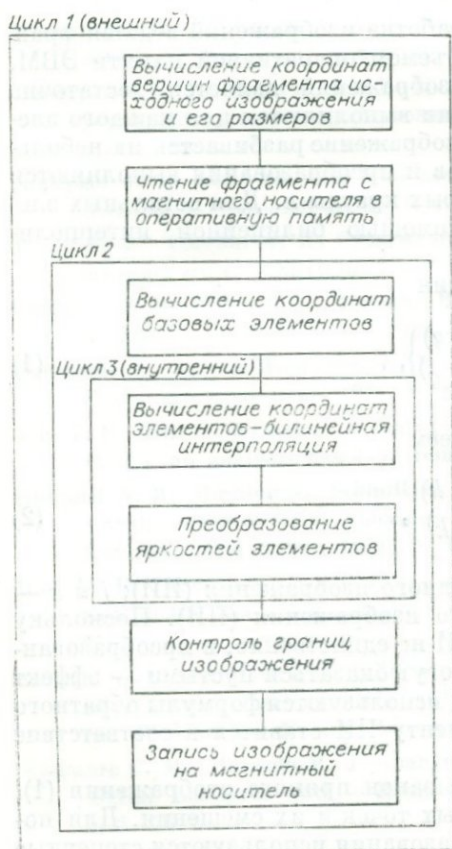 Цикл 1 (внешний)
Вычисление координат
вершин фрагмента ис-
ходного изображения
и его размеров
Чтение фрагмента с
магнитного носителя в
оперативную память
Цикл 2
Вычисление координат
базовых элементов
Цикл 3 (внутренний)
Вычисление координат
элементов-билинейная
интерполяция
Преобразование
яркостей элементов
Контроль границ
изображения
Запись изображения
на магнитный
носитель